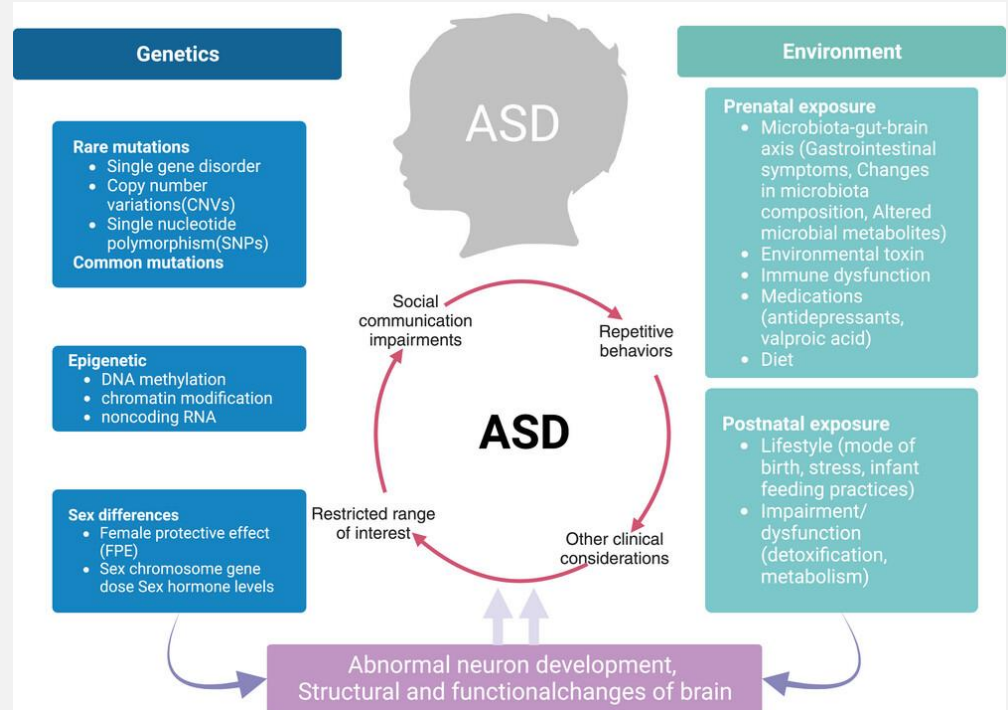 Genetics
Rare mutations
Single gene disorder
Copy number
variations(CNVs)
Single nucleotide
polymorphism(SNPs)
Common mutations
Epigenetic
DNA methylation
chromatin modification
noncoding RNA
Sex differences
Female protective effect
(FPE)
Sex chromosome gene
dose Sex hormone levels
ASD
Social
communication
impairments
Repetitive
behaviors
ASD
Restricted range
of interest
Other clinical
considerations
Environment
Prenatal exposure
Microbiota-gut-brain
axis (Gastrointestinal
symptoms, Changes
in microbiota
composition, Altered
microbial metabolites)
Environmental toxin
Immune dysfunction
Medications
(antidepressants,
valproic acid)
Diet
Postnatal exposure
Lifestyle (mode of
birth, stress, infant
feeding practices)
Impairment/
dysfunction
(detoxification,
metabolism)
Abnormal neuron development,
Structural and functionalchanges of brain